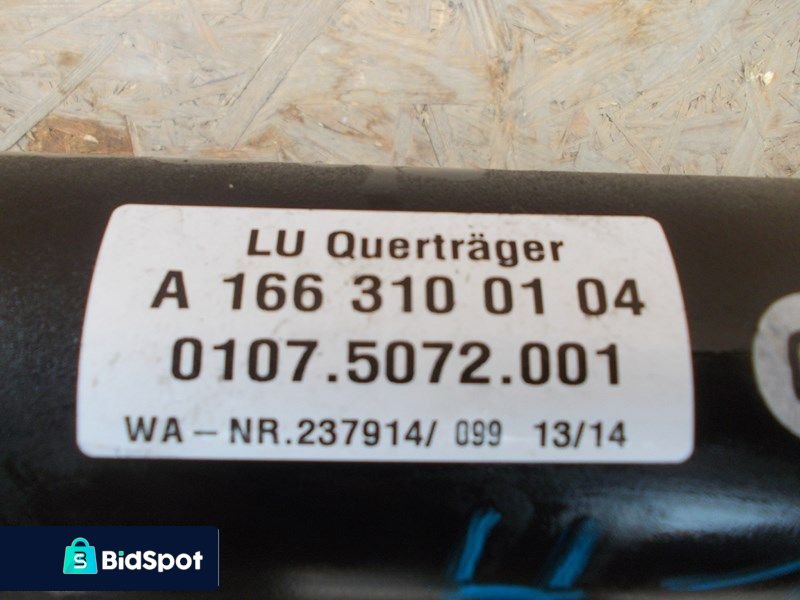 LU Querträger
A 166 310 01 04
0107.5072.001
WA-NR.237914/ 099 13/14
BidSpot